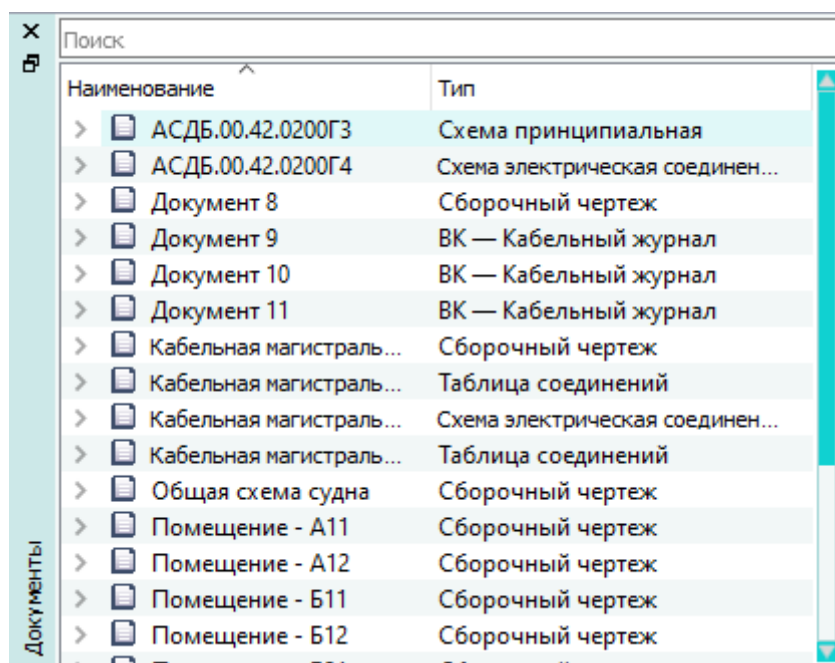 Поиск
Наименование Тип
АСДБ.00.42.0200Г3 Схема принципиальная
АСДБ.00.42.0200Г4 Схема электрическая соединен...
Документ 8 Сборочный чертеж
Документ 9 ВК — Кабельный журнал
Документ 10 ВК — Кабельный журнал
Документ 11 ВК — Кабельный журнал
Кабельная магистраль... Сборочный чертеж
Кабельная магистраль... Таблица соединений
Кабельная магистраль... Схема электрическая соединен...
Кабельная магистраль... Таблица соединений
Общая схема судна Сборочный чертеж
Помещение - А11 Сборочный чертеж
Помещение - А12 Сборочный чертеж
Помещение - Б11 Сборочный чертеж
Помещение - Б12 Сборочный чертеж
Документы